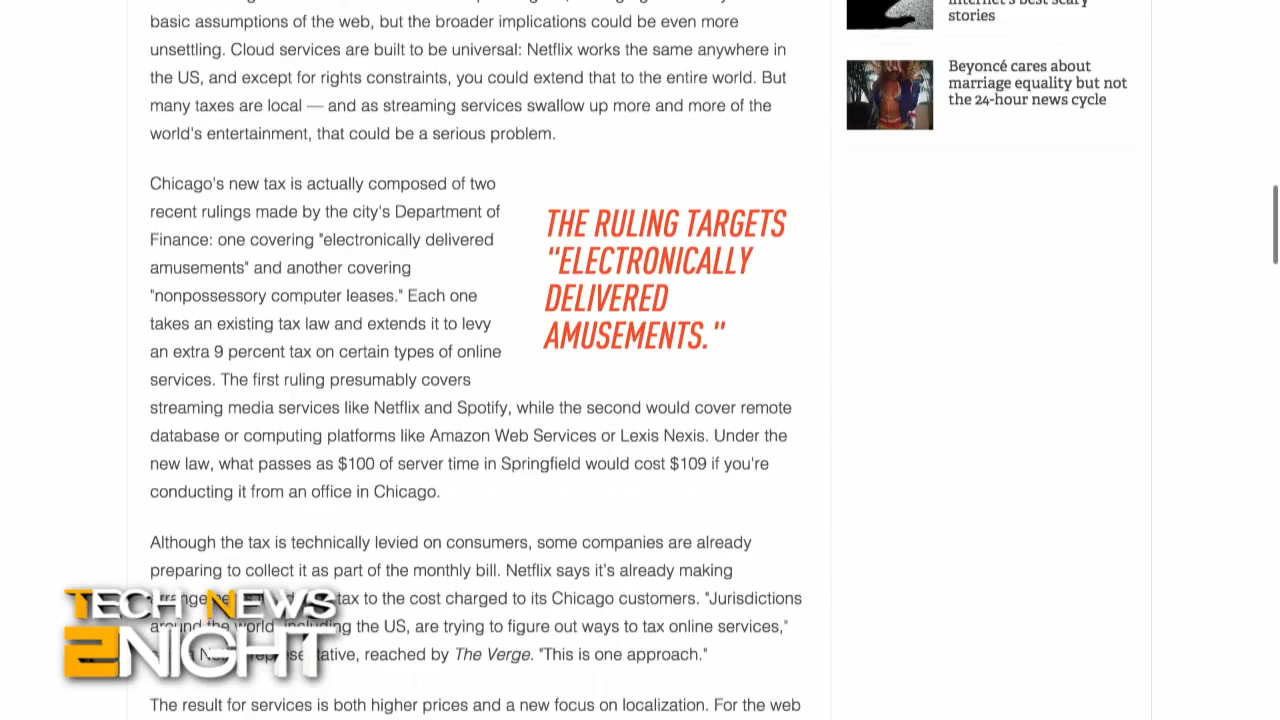 basic assumptions of the web, but the broader implications could be even more
unsettling. Cloud services are built to be universal: Netflix works the same anywhere in
the US, and except for rights constraints, you could extend that to the entire world. But
many taxes are local — and as streaming services swallow up more and more of the
world's entertainment, that could be a serious problem.
Chicago's new tax is actually composed of two
recent rulings made by the city's Department of
Finance: one covering "electronically delivered
amusements" and another covering
"nonpossessory computer leases." Each one
takes an existing tax law and extends it to levy
an extra 9 percent tax on certain types of online
services. The first ruling presumably covers
streaming media services like Netflix and Spotify, while the second would cover remote
database or computing platforms like Amazon Web Services or Lexis Nexis. Under the
new law, what passes as $100 of server time in Springfield would cost $109 if you're
conducting it from an office in Chicago.
THE RULING TARGETS
"ELECTRONICALLY
DELIVERED
AMUSEMENTS."
Although the tax is technically levied on consumers, some companies are already
preparing to collect it as part of the monthly bill. Netflix says it's already making
tax to the cost charged to its Chicago customers. "Jurisdictions
around the world, including the US, are trying to figure out ways to tax online services,"
representative, reached by The Verge. "This is one approach."
The result for services is both higher prices and a new focus on localization. For the web
internet's best scary
stories
Beyoncé cares about
marriage equality but not
the 24-hour news cycle
TECH NEWS
2NIGHT